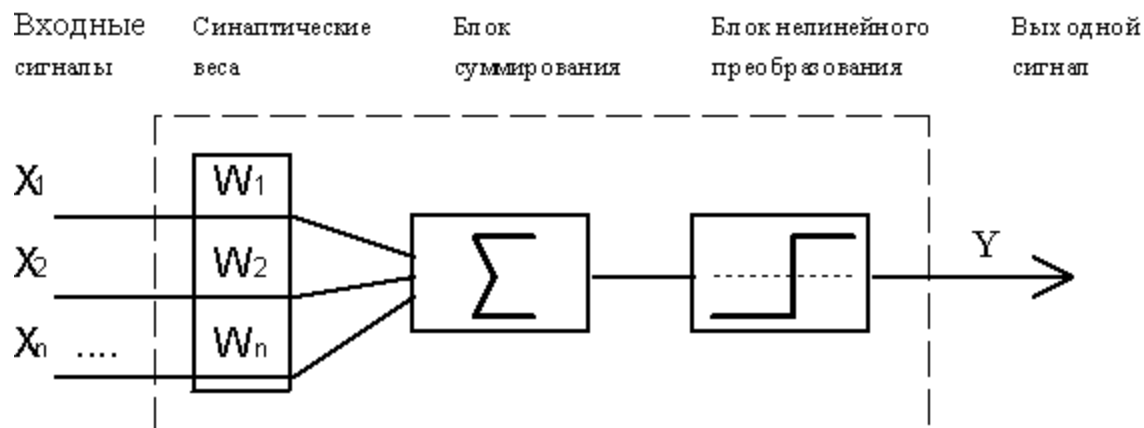 Входные Синаптические Блок Блок нелинейного Выходной
сигналы веса суммирования преобразования сигнал
X1 W1
X2 W2 Σ Y
Xn .... Wn